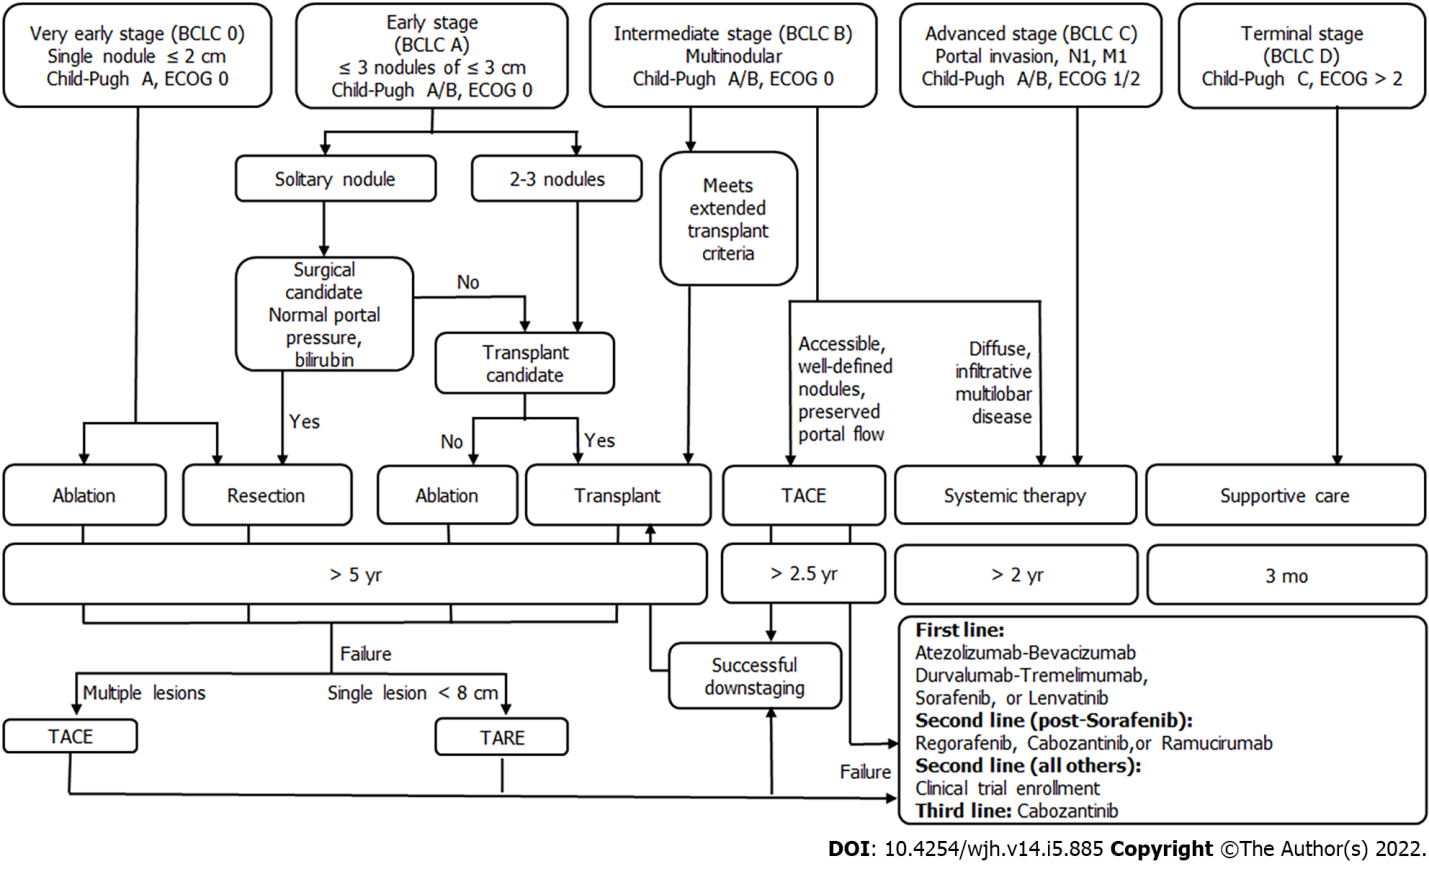 Very early stage (BCLC 0)
Single nodule ≤ 2 cm
Child-Pugh A, ECOG 0
Early stage
(BCLC A)
≤ 3 nodules of ≤ 3 cm
Child-Pugh A/B, ECOG 0
Intermediate stage (BCLC B)
Multinodular
Child-Pugh A/B, ECOG 0
Advanced stage (BCLC C)
Portal invasion, N1, M1
Child-Pugh A/B, ECOG 1/2
Terminal stage
(BCLC D)
Child-Pugh C, ECOG > 2
Solitary nodule
2-3 nodules
Meets
extended
transplant
criteria
Surgical
candidate
Normal portal
pressure,
bilirubin
No
Transplant
candidate
Accessible,
well-defined
nodules,
preserved
portal flow
Diffuse,
infiltrative
multilobar
disease
Yes
No
Yes
Ablation
Resection
Ablation
Transplant
TACE
Systemic therapy
Supportive care
> 5 yr
> 2.5 yr
> 2 yr
3 mo
Failure
Multiple lesions
Single lesion < 8 cm
TACE
TARE
Successful
downstaging
Failure
First line:
Atezolizumab-Bevacizumab
Durvalumab-Tremelimumab,
Sorafenib, or Lenvatinib
Second line (post-Sorafenib):
Regorafenib, Cabozantinib,or Ramucirumab
Second line (all others):
Clinical trial enrollment
Third line: Cabozantinib
DOI: 10.4254/wjh.v14.i5.885 Copyright ©The Author(s) 2022.